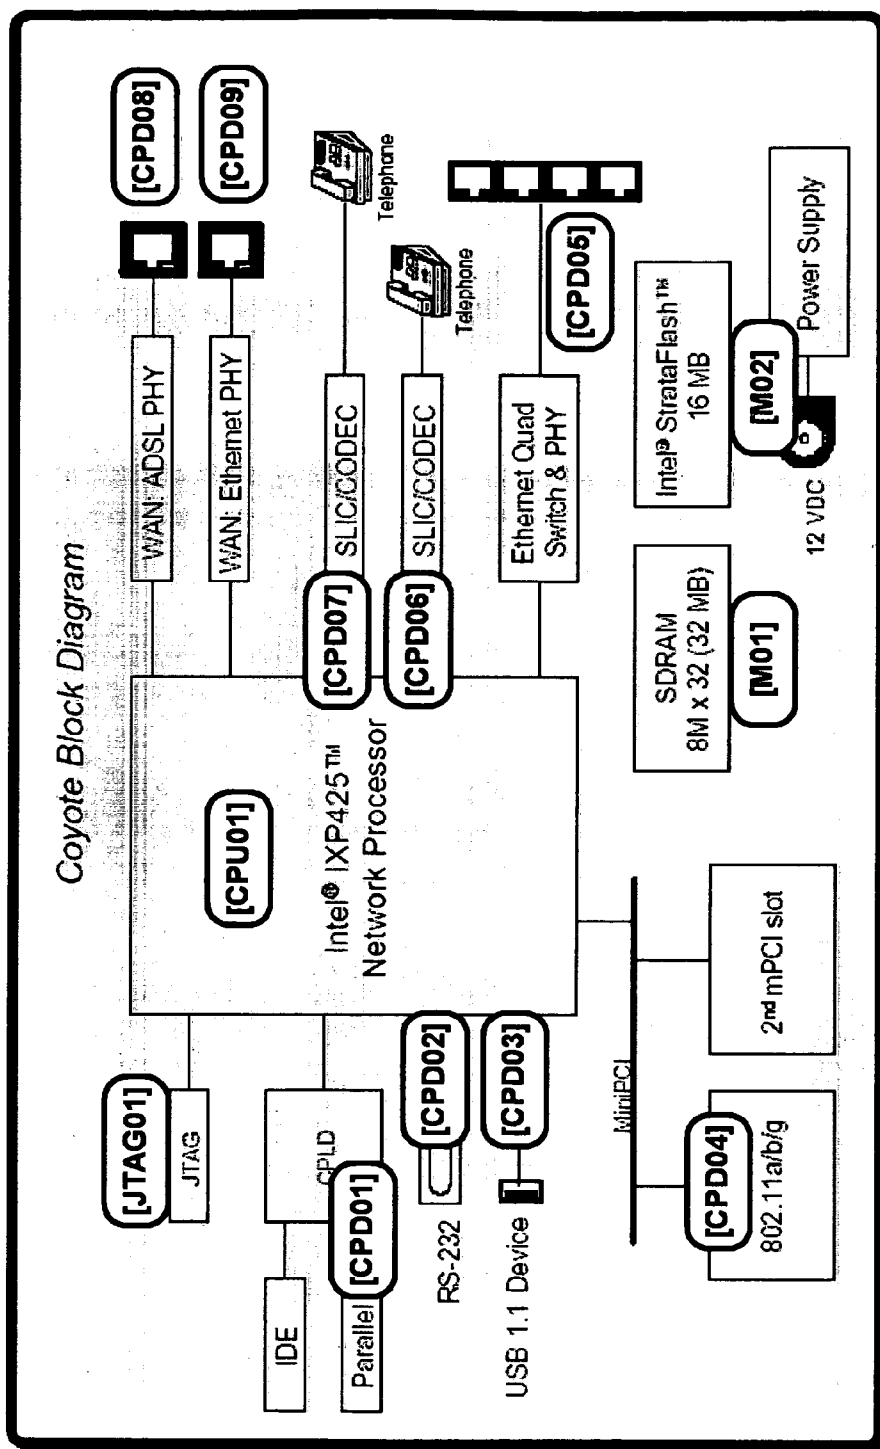 Coyote Block Diagram
[JTAG01]
JTAG
IDE
CPLD
[CPD01]
Parallel
[CPD02]
RS-232
[CPD03]
USB 1.1 Device
[CPU01]
Intel® IXP425™
Network Processor
WAN: ADSL PHY
[CPD08]
WAN: Ethernet PHY
[CPD09]
[CPD07]
SLIC/CODEC
Telephone
[CPD06]
SLIC/CODEC
Telephone
Ethernet Quad
Switch & PHY
[CPD05]
MiniPCI
[CPD04]
802.11a/b/g
2nd mPCI slot
SDRAM
8M x 32 (32 MB)
[M01]
Intel® StrataFlash™
16 MB
[M02]
12 VDC
Power Supply